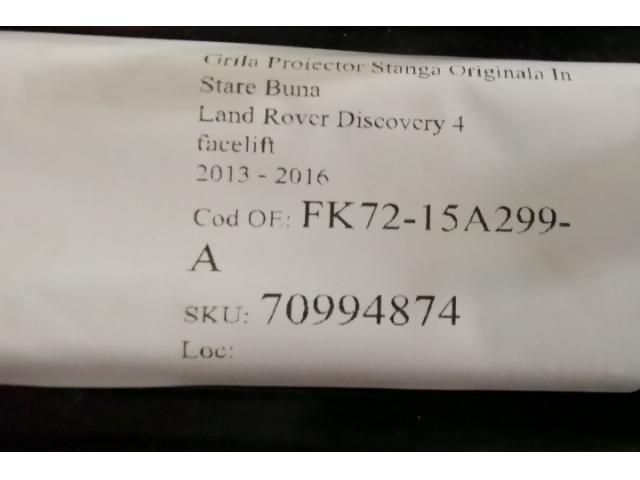 Grila Proiector Stanga Originala In
Stare Buna
Land Rover Discovery 4
facelift
2013 - 2016
Cod OE: FK72-15A299-
A
SKU: 70994874
Loc: